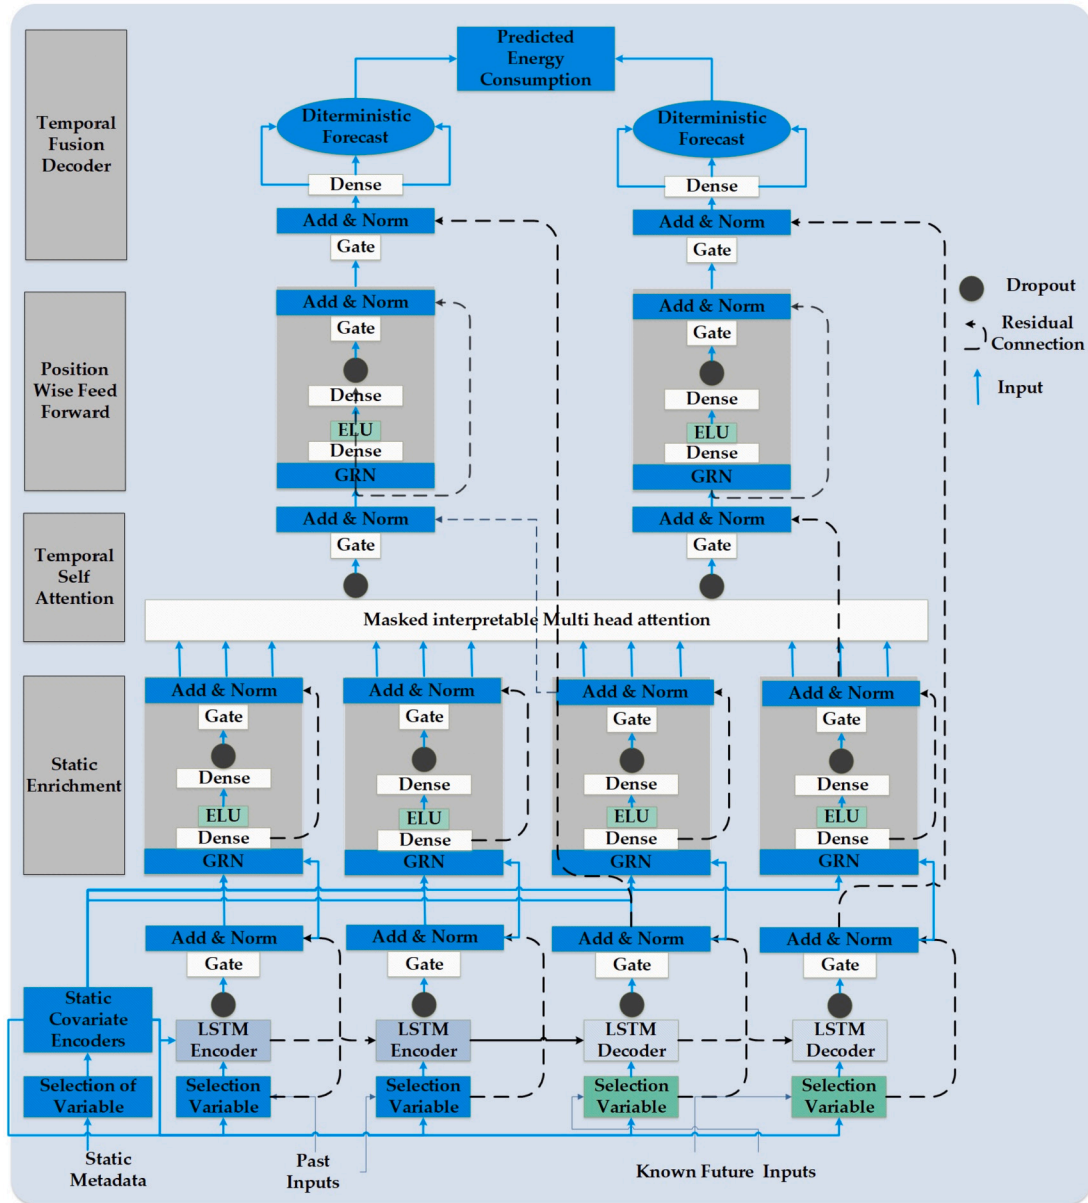 Predicted
Energy
Consumption
Temporal
Fusion
Decoder
Diterministic
Forecast
Diterministic
Forecast
Dense
Dense
Add & Norm
Add & Norm
Gate
Gate
Dropout
Residual
Connection
Input
Position
Wise Feed
Forward
Add & Norm
Gate
Dense
ELU
Dense
GRN
Add & Norm
Gate
Dense
ELU
Dense
GRN
Temporal
Self
Attention
Add & Norm
Gate
Add & Norm
Gate
Masked interpretable Multi head attention
Static
Enrichment
Add & Norm
Gate
Dense
ELU
Dense
GRN
Add & Norm
Gate
Dense
ELU
Dense
GRN
Add & Norm
Gate
Dense
ELU
Dense
GRN
Add & Norm
Gate
Dense
ELU
Dense
GRN
Add & Norm
Gate
Add & Norm
Gate
Add & Norm
Gate
Add & Norm
Gate
Static
Covariate
Encoders
LSTM
Encoder
LSTM
Encoder
LSTM
Decoder
LSTM
Decoder
Selection of
Variable
Selection
Variable
Selection
Variable
Selection
Variable
Selection
Variable
Static
Metadata
Past
Inputs
Known Future Inputs